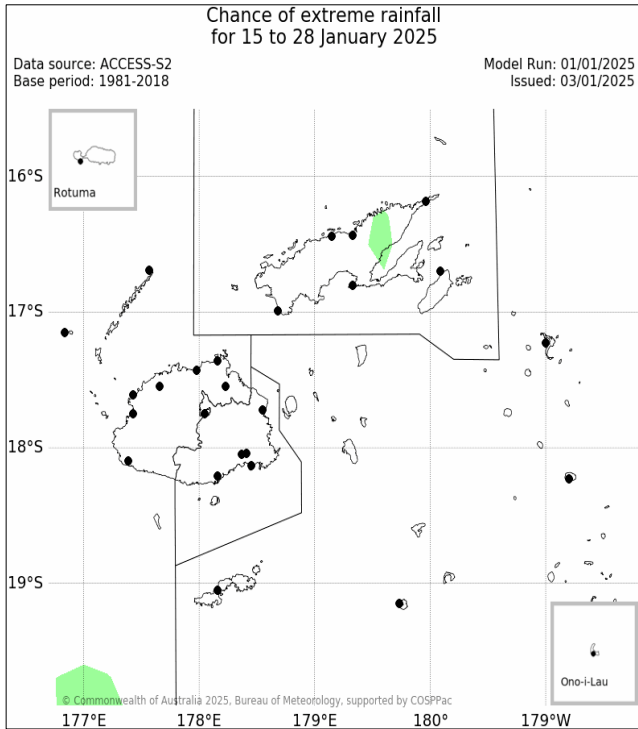 Chance of extreme rainfall
for 15 to 28 January 2025
Data source: ACCESS-S2
Base period: 1981-2018
Model Run: 01/01/2025
Issued: 03/01/2025
Rotuma
16°S
17°S
18°S
19°S
Ono-i-Lau
© Commonwealth of Australia 2025, Bureau of Meteorology, supported by COSPPac
177°E 178°E 179°E 180° 179°W